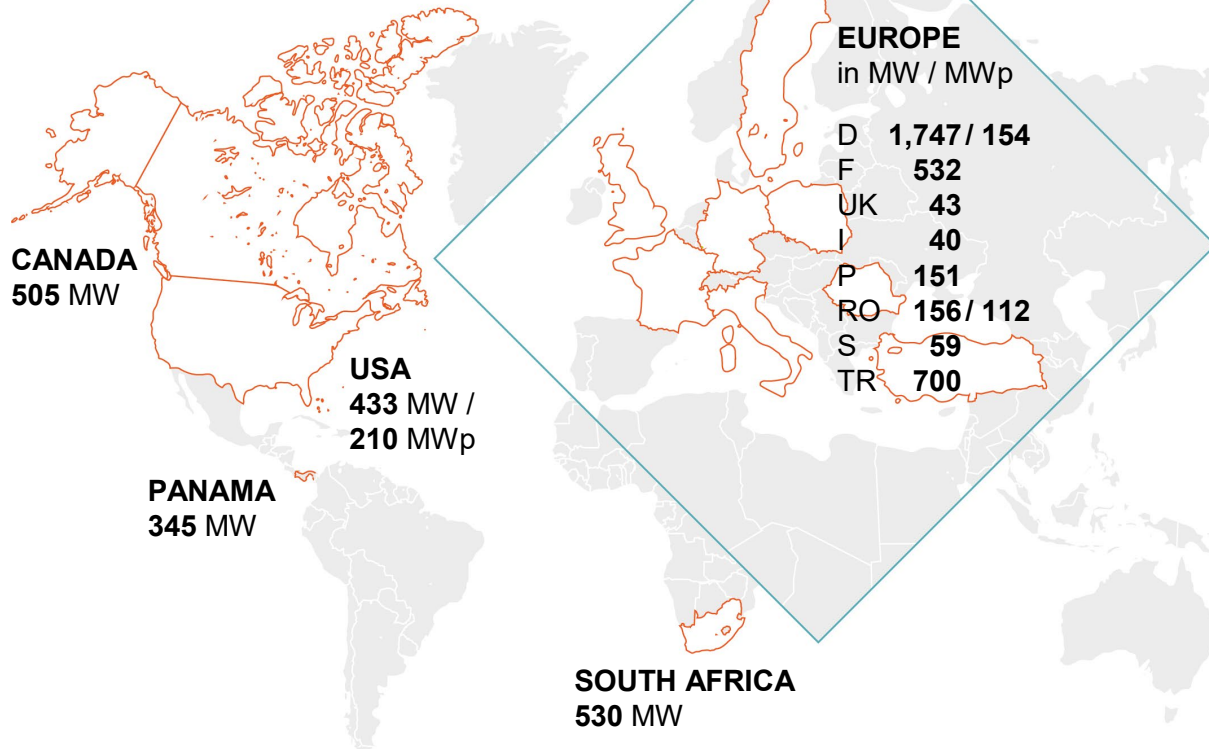 EUROPE
in MW / MWp
D 1,747 / 154
F 532
UK 43
I 40
P 151
RO 156 / 112
S 59
TR 700
CANADA
505 MW
USA
433 MW /
210 MWp
PANAMA
345 MW
SOUTH AFRICA
530 MW